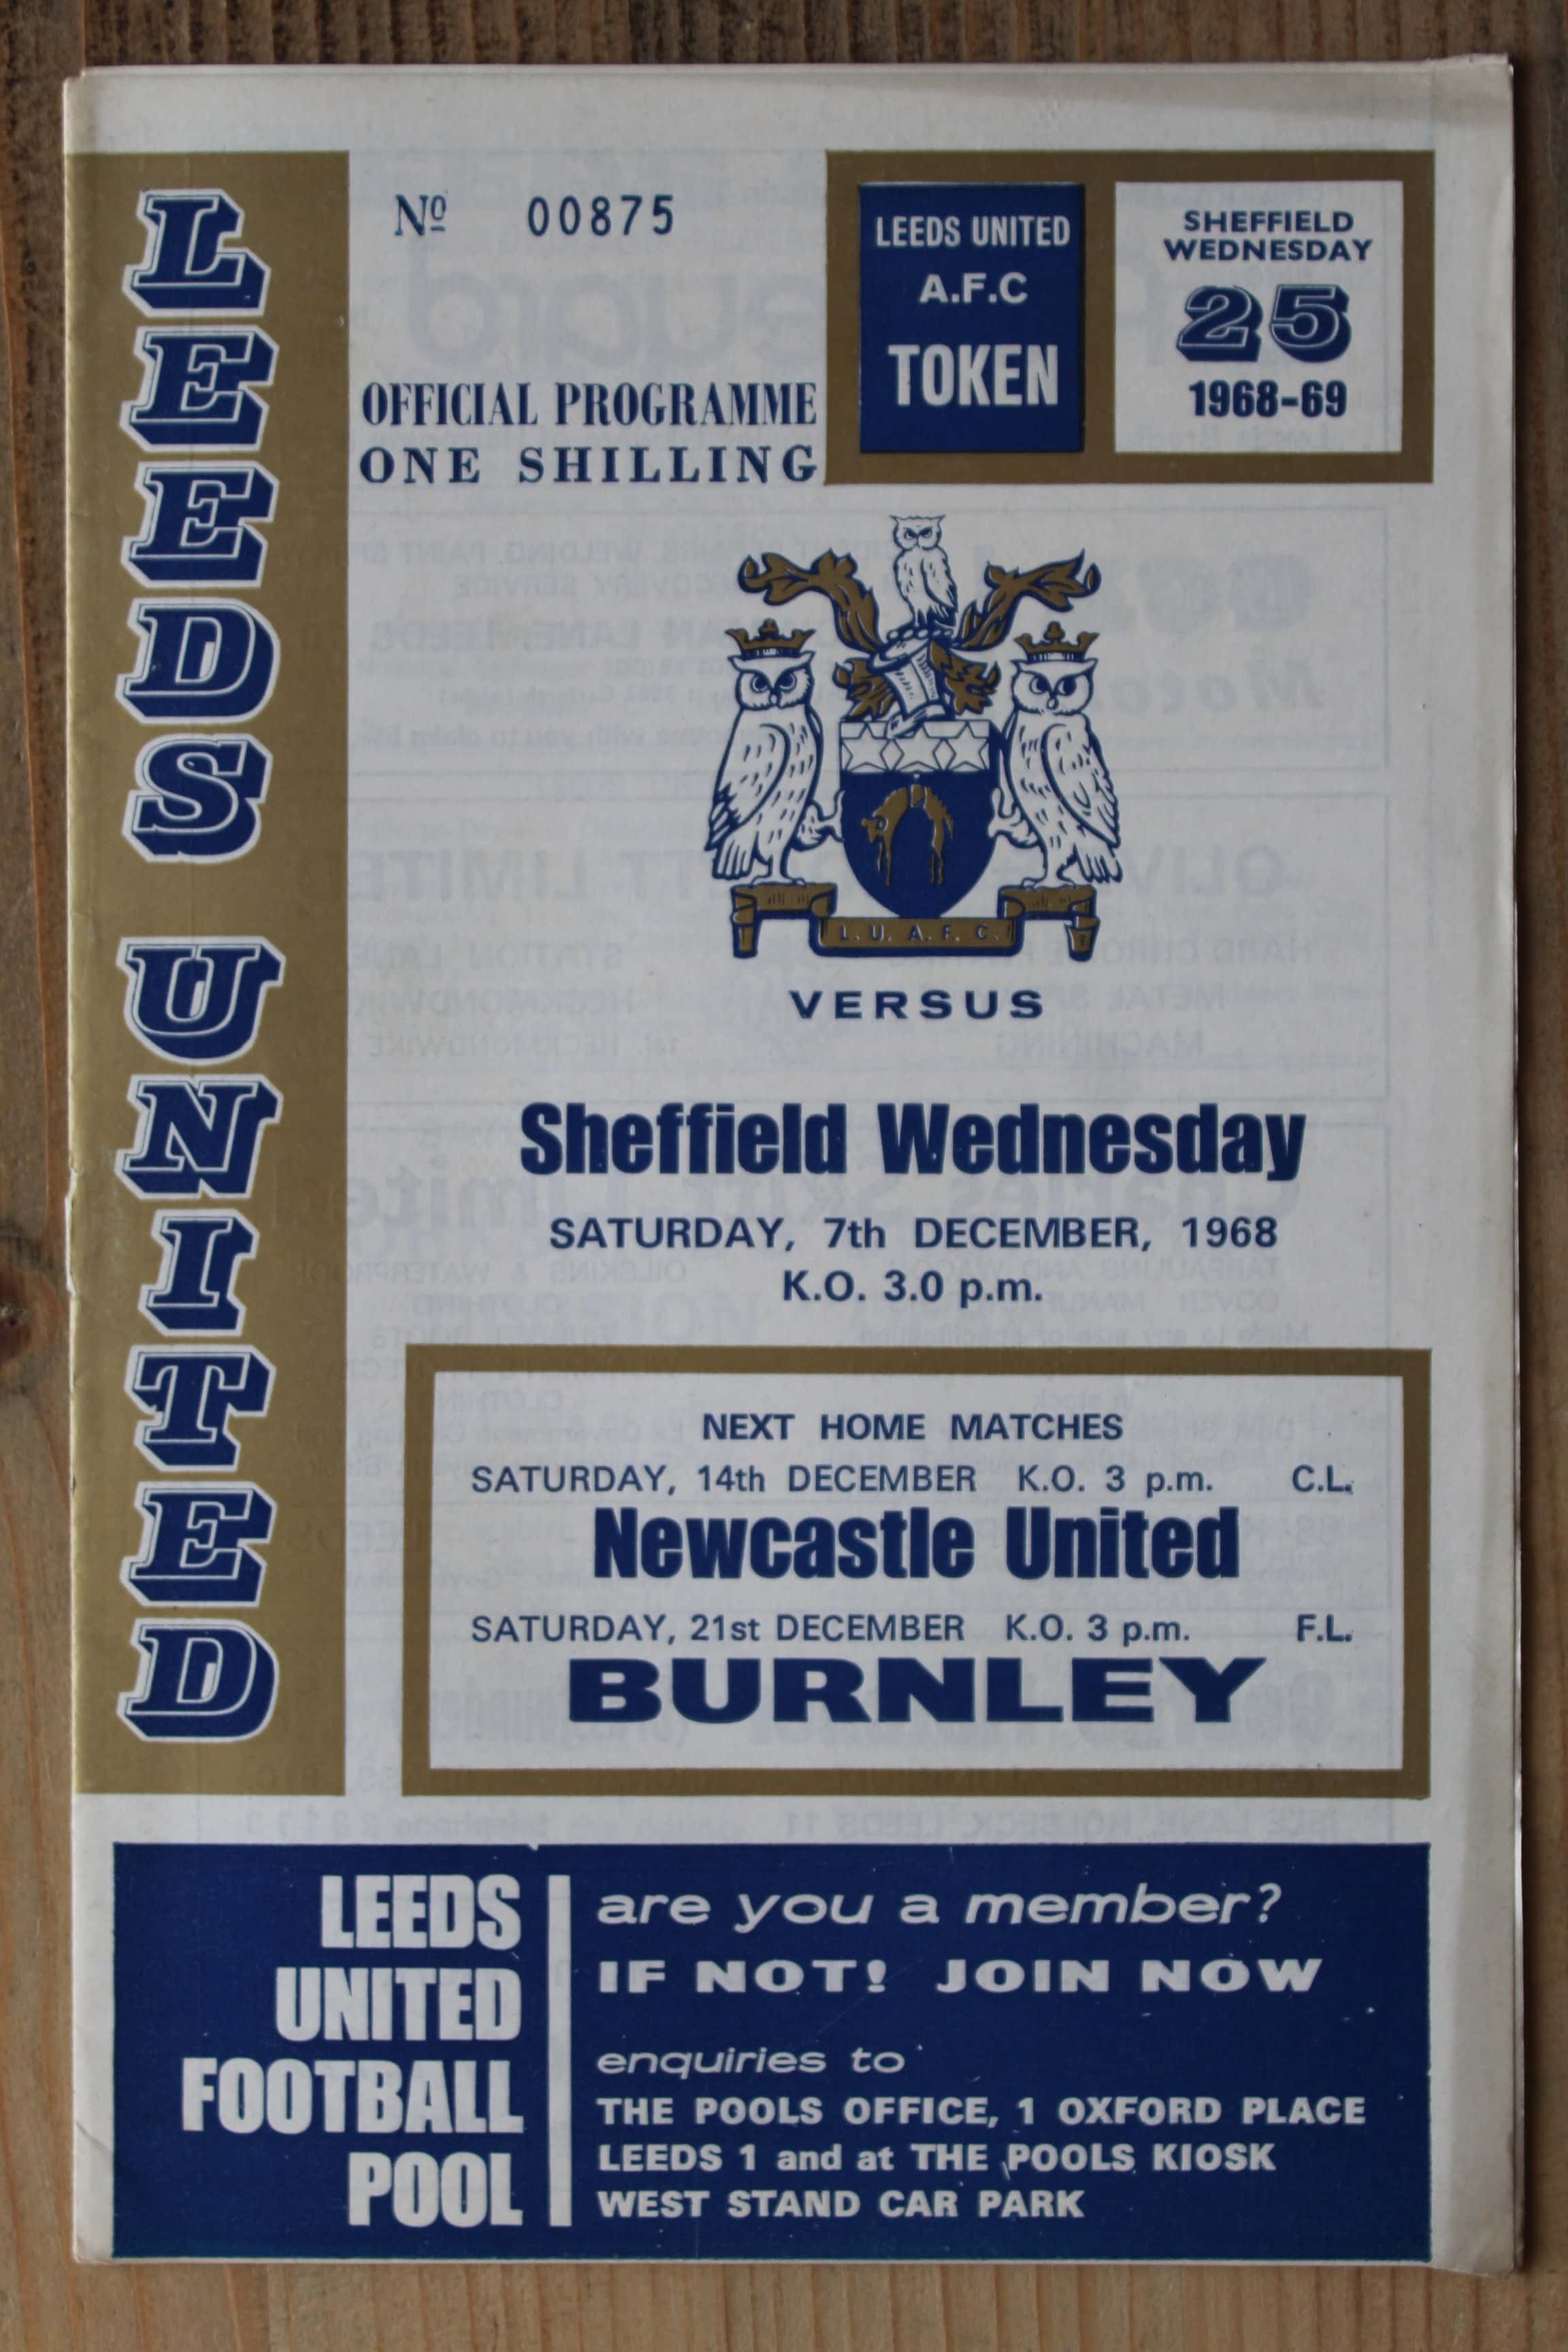 LEEDS UNITED
Nº 00875
OFFICIAL PROGRAMME
ONE SHILLING
LEEDS UNITED
A.F.C
TOKEN
SHEFFIELD
WEDNESDAY
25
1968-69
L. U. A. F. C.
VERSUS
Sheffield Wednesday
SATURDAY, 7th DECEMBER, 1968
K.O. 3.0 p.m.
NEXT HOME MATCHES
SATURDAY, 14th DECEMBER K.O. 3 p.m. C.L.
Newcastle United
SATURDAY, 21st DECEMBER K.O. 3 p.m. F.L.
BURNLEY
LEEDS
UNITED
FOOTBALL
POOL
are you a member?
IF NOT! JOIN NOW
enquiries to
THE POOLS OFFICE, 1 OXFORD PLACE
LEEDS 1 and at THE POOLS KIOSK
WEST STAND CAR PARK